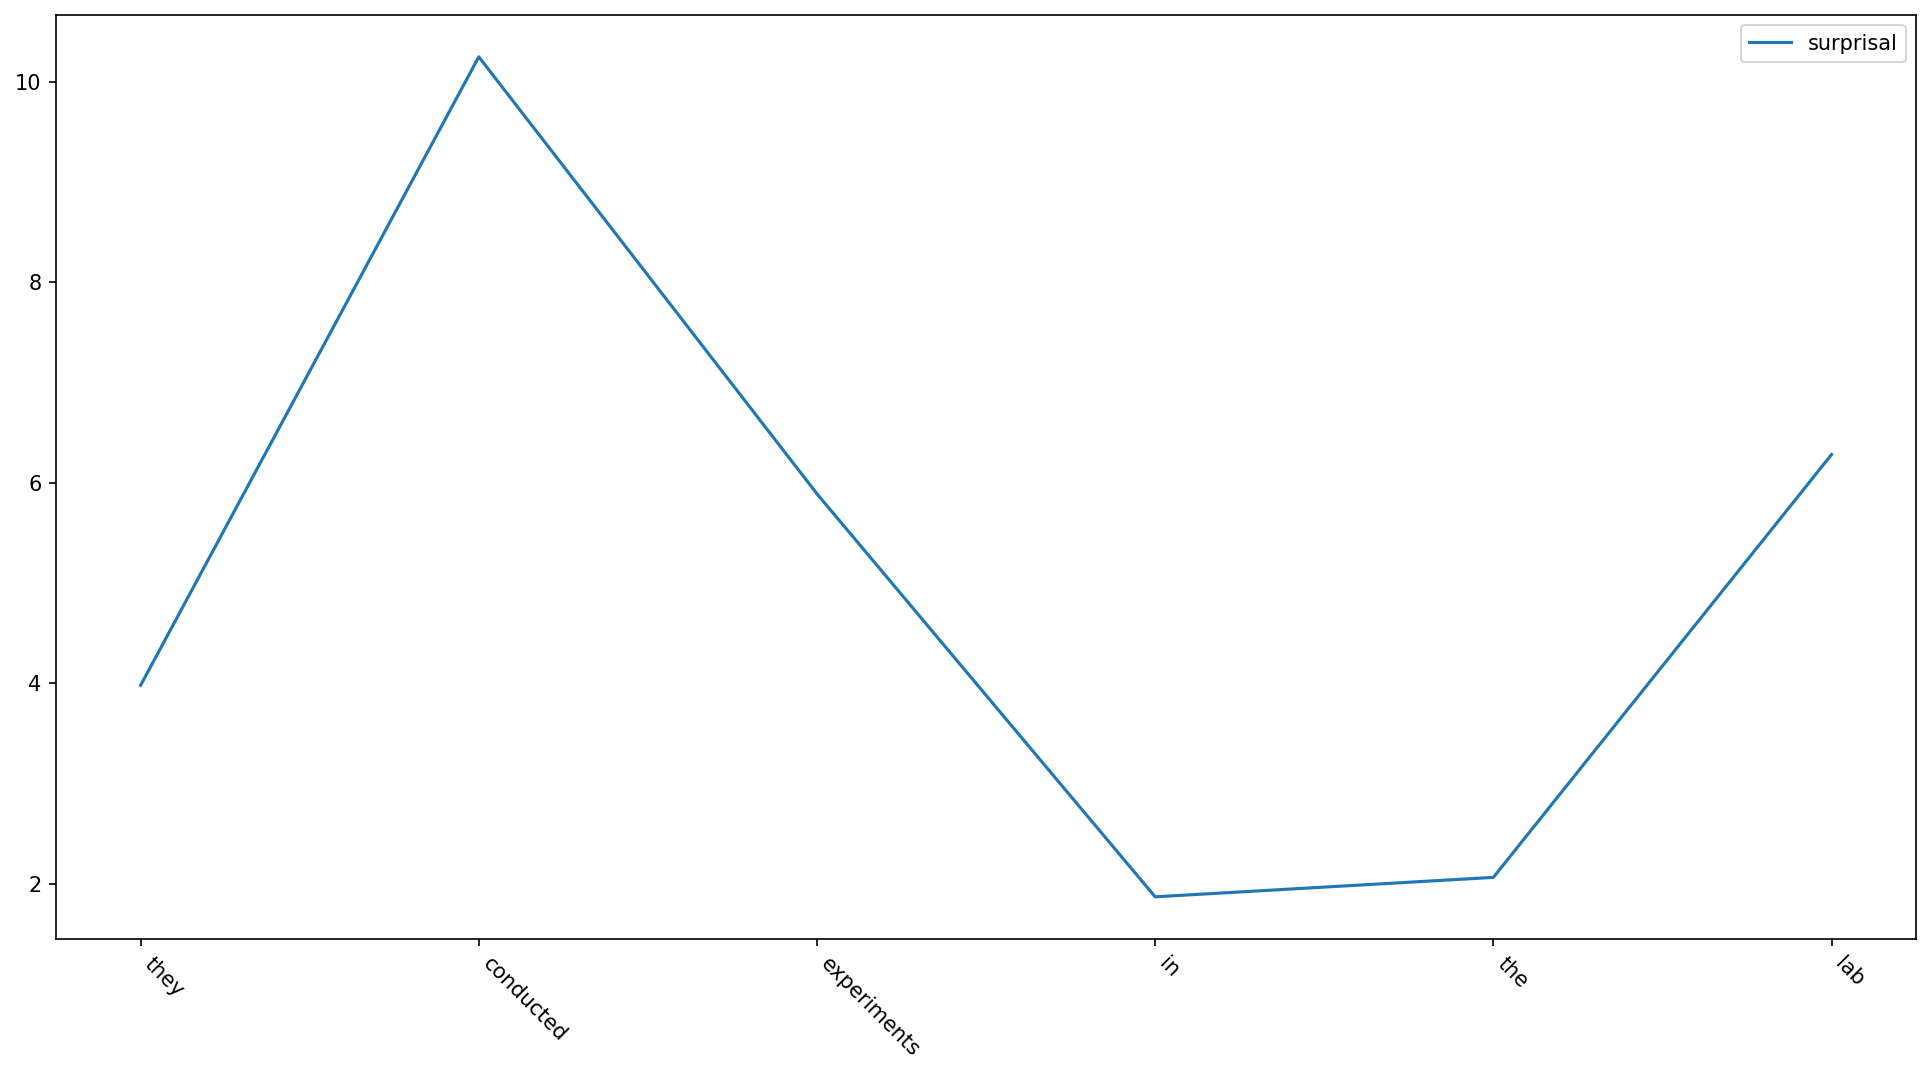 surprisal
10
8
6
4
2
they
conducted
experiments
in
the
lab